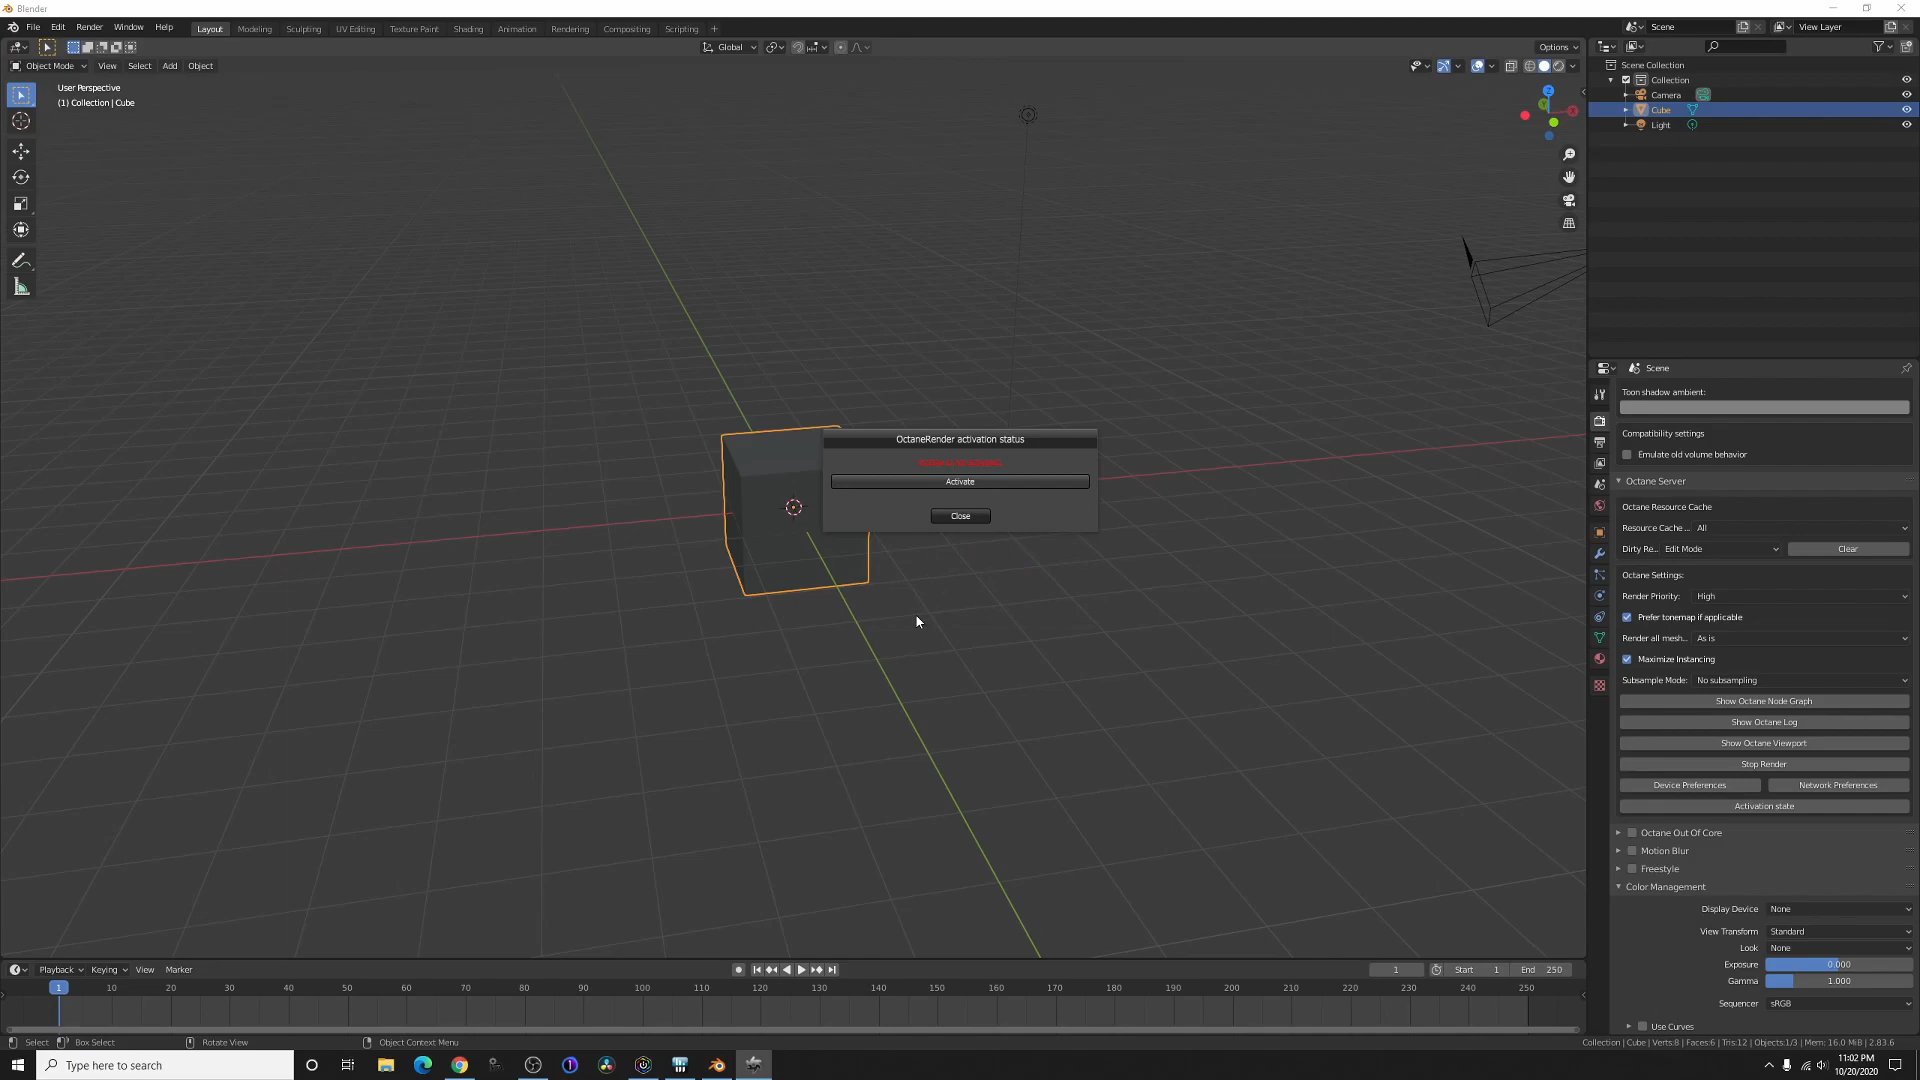 Blender
File Edit Render Window Help
Layout Modeling Sculpting UV Editing Texture Paint Shading Animation Rendering Compositing Scripting +
Scene
View Layer
Global
Options
Object Mode View Select Add Object
User Perspective
(1) Collection | Cube
Z
Y
X
Scene Collection
Collection
Camera
Cube
Light
OctaneRender activation status
Activate
Close
Scene
Toon shadow ambient:
Compatibility settings
Emulate old volume behavior
Octane Server
Octane Resource Cache
Resource Cache ... All
Dirty Re... Edit Mode Clear
Octane Settings:
Render Priority: High
Prefer tonemap if applicable
Render all mesh... As is
Maximize Instancing
Subsample Mode: No subsampling
Show Octane Node Graph
Show Octane Log
Show Octane Viewport
Stop Render
Device Preferences Network Preferences
Activation state
Octane Out Of Core
Motion Blur
Freestyle
Color Management
Display Device None
View Transform Standard
Look None
Exposure 0.000
Gamma 1.000
Sequencer sRGB
Use Curves
Playback Keying View Marker
1 Start 1 End 250
1 10 20 30 40 50 60 70 80 90 100 110 120 130 140 150 160 170 180 190 200 210 220 230 240 250
Select Box Select Rotate View Object Context Menu
Collection | Cube | Verts:8 | Faces:6 | Tris:12 | Objects:1/3 | Mem: 16.0 MiB | 2.83.6
Type here to search
11:02 PM
10/20/2020